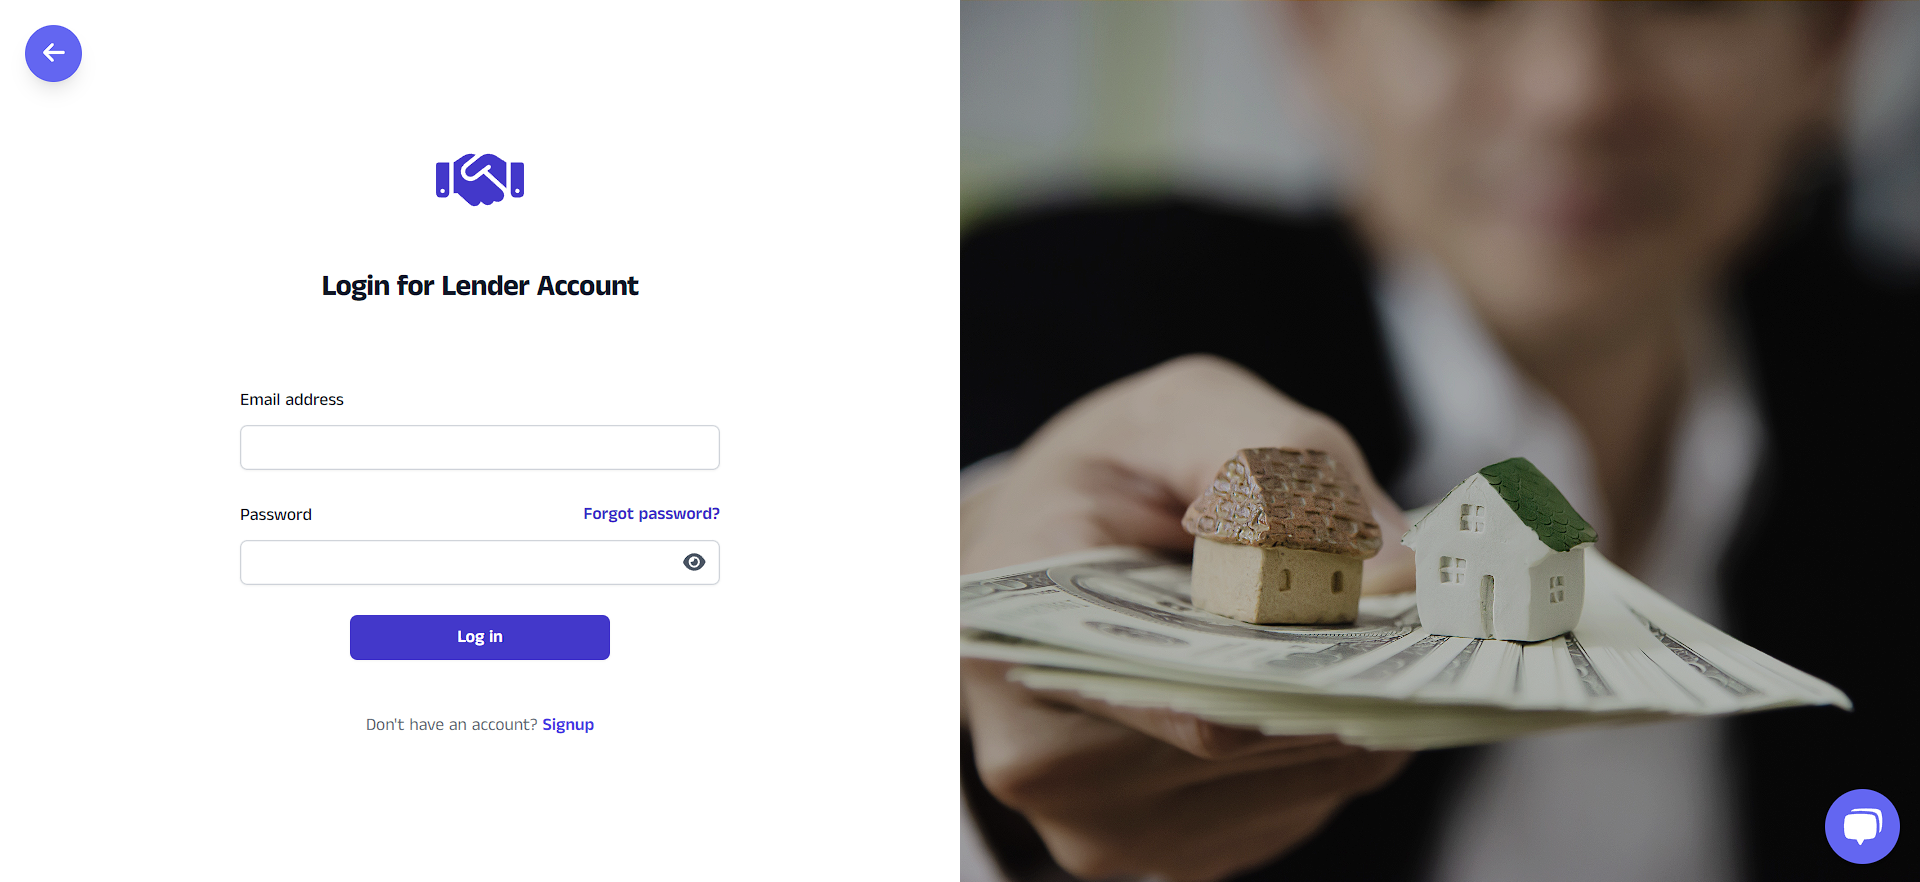 Login for Lender Account
Email address
Password
Forgot password?
Log in
Don't have an account? Signup